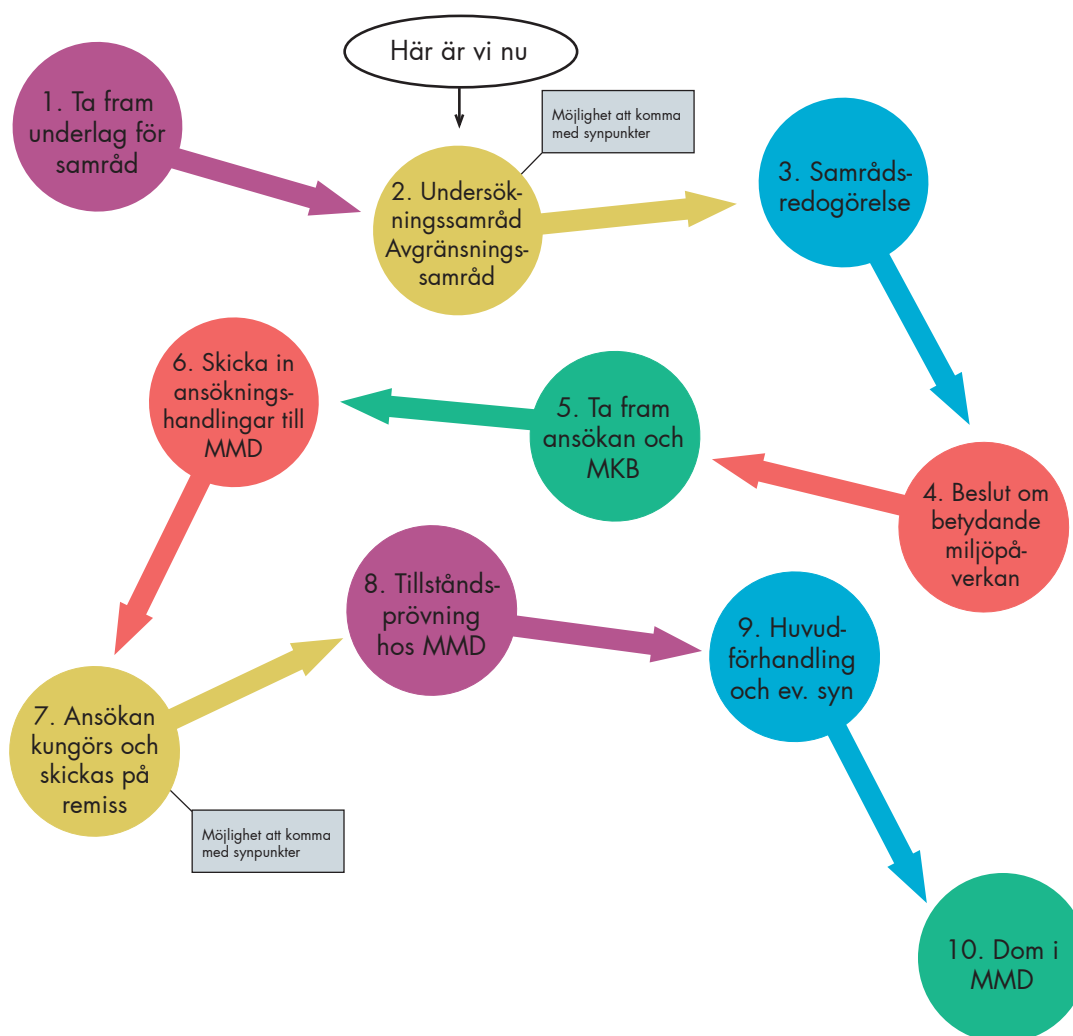 Här är vi nu
1. Ta fram
underlag för
samråd
Möjlighet att komma
med synpunkter
2. Undersök-
ningssamråd
Avgränsnings-
samråd
3. Samråds-
redogörelse
4. Beslut om
betydande
miljöpå-
verkan
5. Ta fram
ansökan och
MKB
6. Skicka in
ansöknings-
handlingar till
MMD
7. Ansökan
kungörs och
skickas på
remiss
Möjlighet att komma
med synpunkter
8. Tillstånds-
prövning
hos MMD
9. Huvud-
förhandling
och ev. syn
10. Dom i
MMD